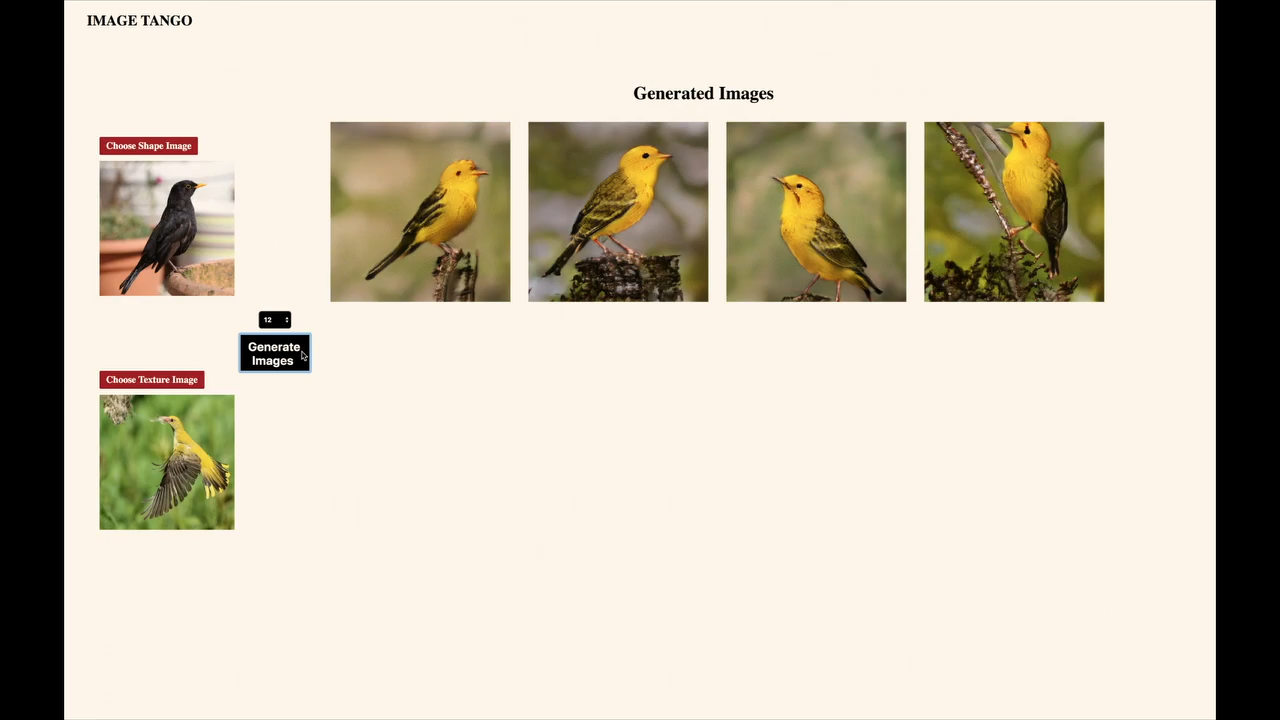 IMAGE TANGO
Generated Images
Choose Shape Image
12
Generate
Images
Choose Texture Image